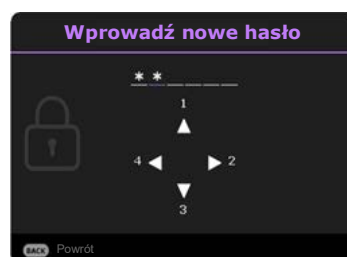 Wprowadź nowe hasło
* * _ _ _ _
1
4 2
3
BACK Powrót